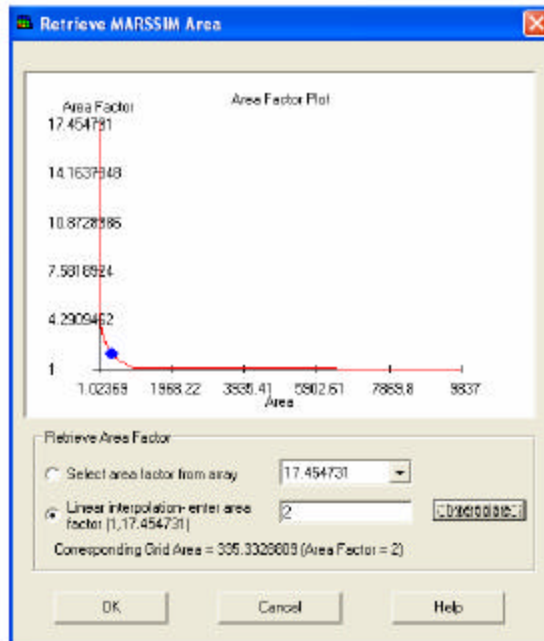 Retrieve MARSSIM Area
Area Factor Plot
Area Factor
17.454731
14.1637848
10.8728386
7.5818924
4.2909462
1
1.02369 1968.22 3935.41 5902.61 7869.8 9837
Area
Retrieve Area Factor
Select area factor from array 17.454731
Linear interpolation- enter area factor (1,17.454731) 2 Interpolate
Corresponding Grid Area = 335.3328809 (Area Factor = 2)
OK Cancel Help